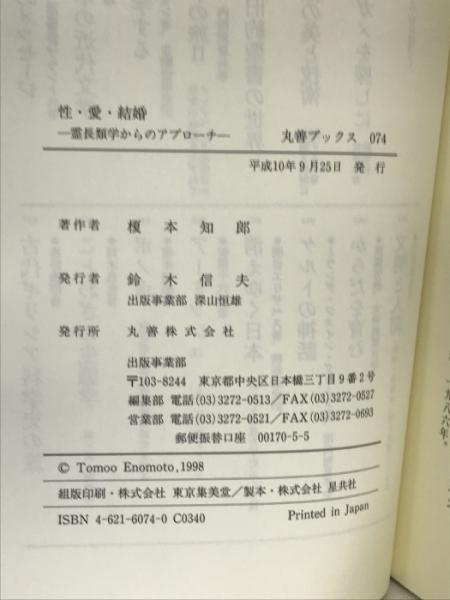 性・愛・結婚
―霊長類学からのアプローチ― 丸善ブックス 074
平成10年9月25日 発行
著作者 榎本知郎
発行者 鈴木信夫
出版事業部 深山恒雄
発行所 丸善株式会社
出版事業部
〒103-8244 東京都中央区日本橋三丁目9番2号
編集部 電話(03)3272-0513/FAX(03)3272-0527
営業部 電話(03)3272-0521/FAX(03)3272-0693
郵便振替口座 00170-5-5
© Tomoo Enomoto, 1998
組版印刷・株式会社 東京集美堂/製本・株式会社 星共社
ISBN 4-621-6074-0 C0340 Printed in Japan
一九八六年。